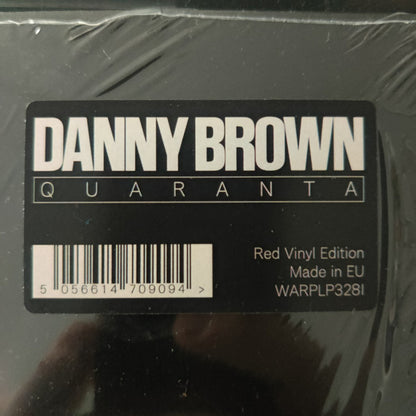 DANNY BROWN
QUARANTA
5 056614 709094 >
Red Vinyl Edition
Made in EU
WARPLP328I